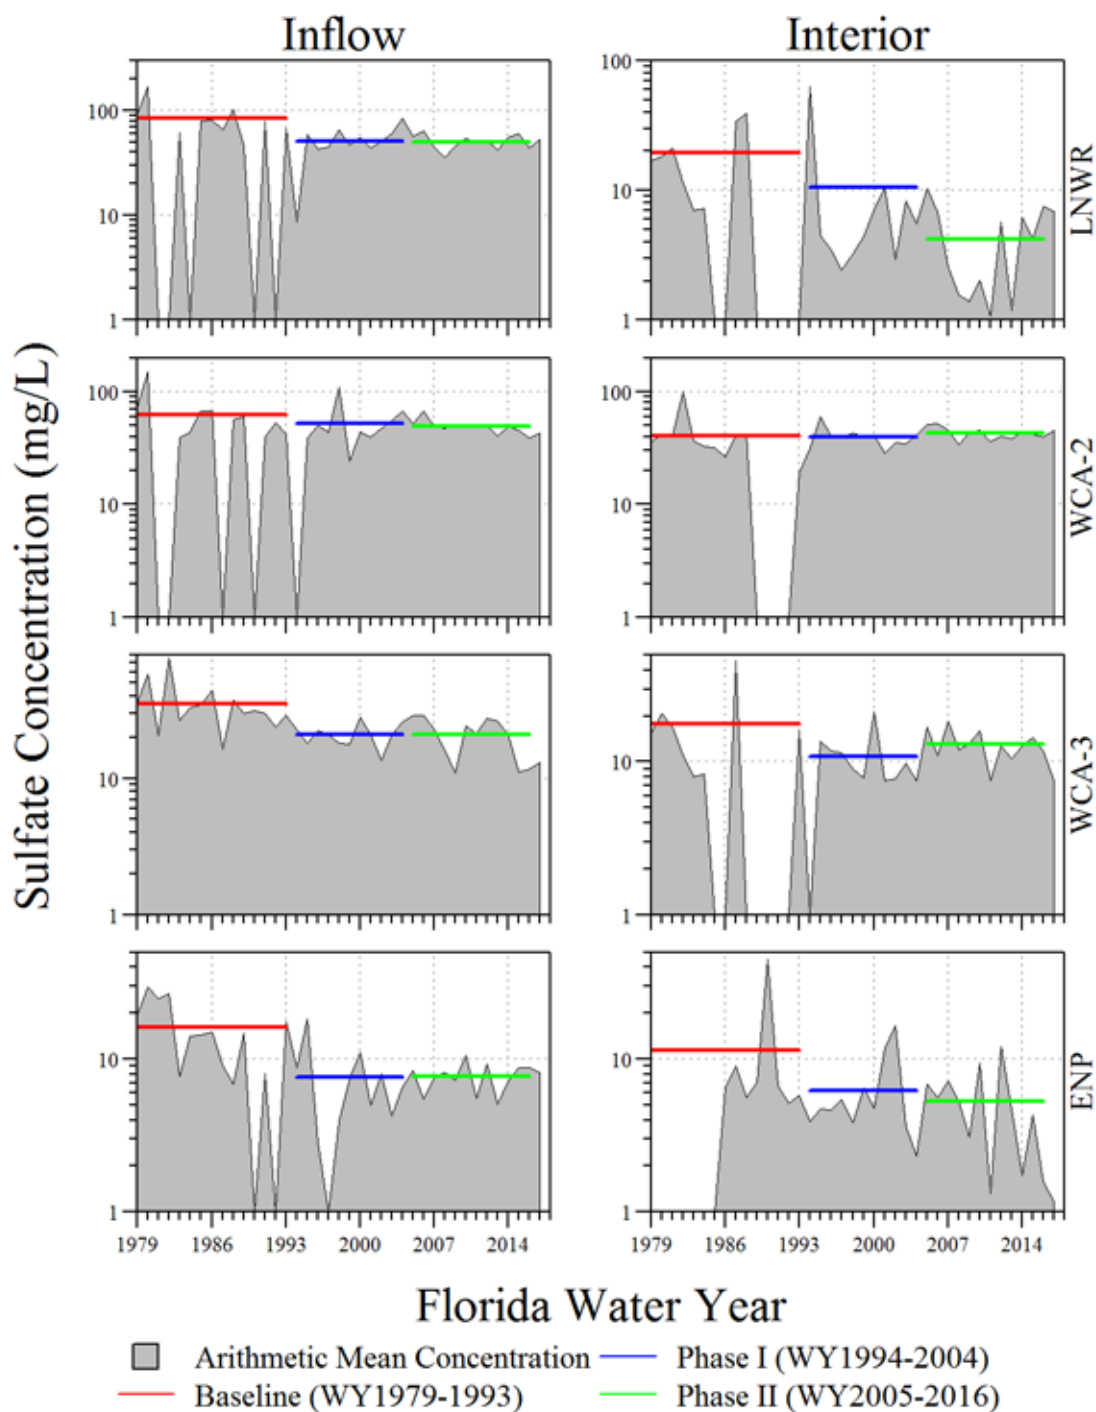 Inflow
Interior
Sulfate Concentration (mg/L)
100
10
1
100
10
1
LNWR
100
10
1
100
10
1
WCA-2
10
1
10
1
WCA-3
10
1
10
1
ENP
1979 1986 1993 2000 2007 2014
1979 1986 1993 2000 2007 2014
Florida Water Year
Arithmetic Mean Concentration
Phase I (WY1994-2004)
Baseline (WY1979-1993)
Phase II (WY2005-2016)